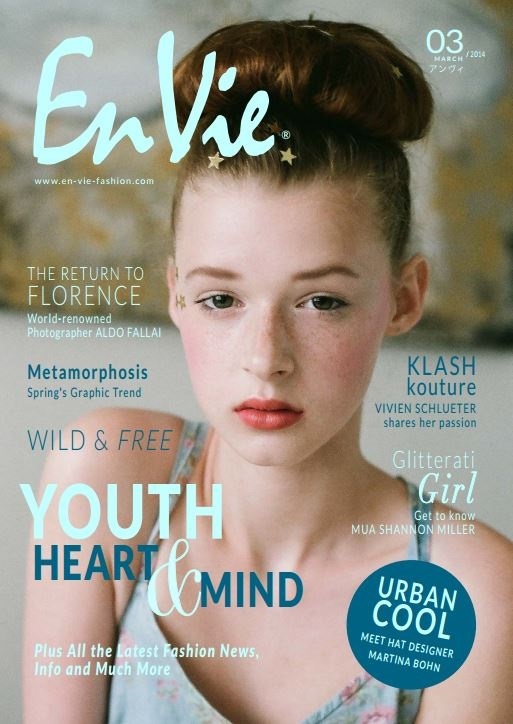 EnVie®
www.en-vie-fashion.com
03
MARCH / 2014
アンヴィ
THE RETURN TO
FLORENCE
World-renowned
Photographer ALDO FALLAI
Metamorphosis
Spring's Graphic Trend
WILD & FREE
YOUTH
HEART & MIND
Plus All the Latest Fashion News,
Info and Much More
KLASH
kouture
VIVIEN SCHLUETER
shares her passion
Glitterati
Girl
Get to know
MUA SHANNON MILLER
URBAN
COOL
MEET HAT DESIGNER
MARTINA BOHN